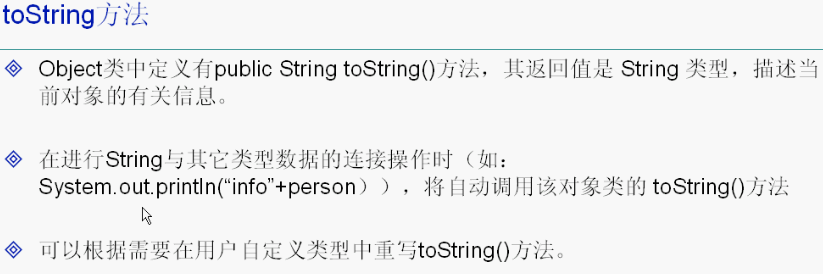 toString方法
Object类中定义有public String toString()方法，其返回值是 String 类型，描述当
前对象的有关信息。
在进行String与其它类型数据的连接操作时（如：
System.out.println(“info”+person）），将自动调用该对象类的 toString()方法
可以根据需要在用户自定义类型中重写toString()方法。